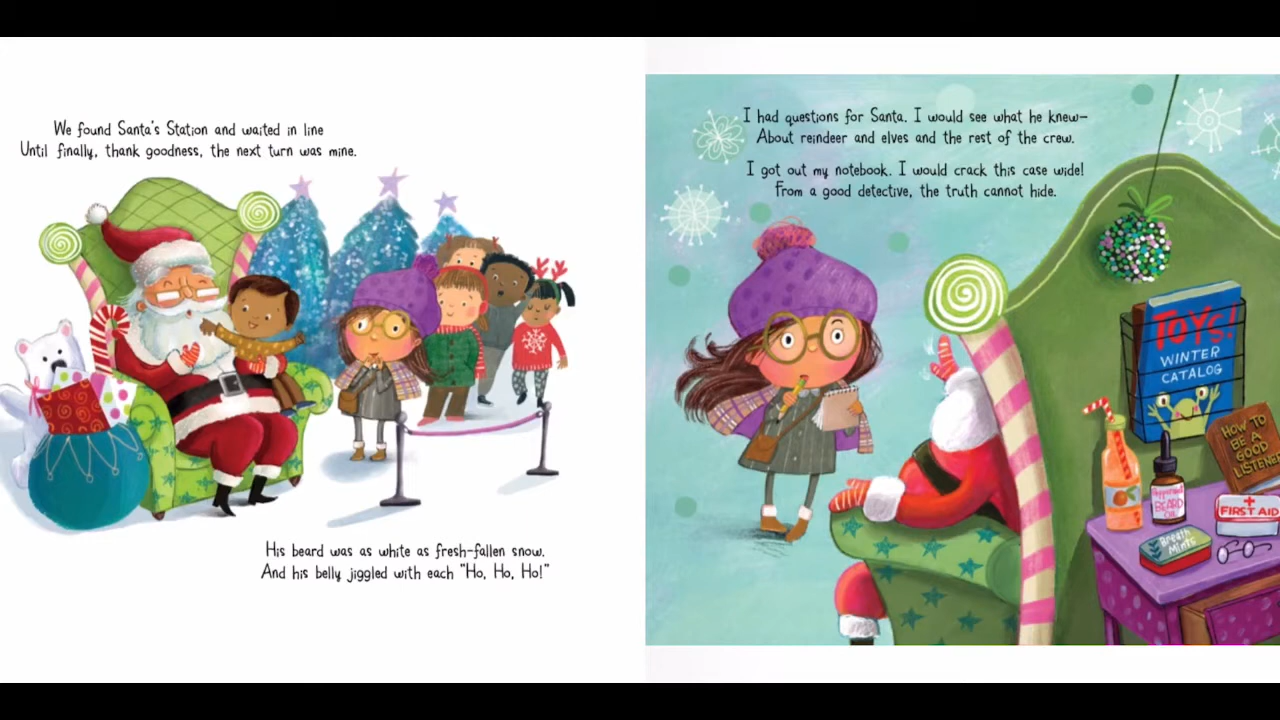 We found Santa's Station and waited in line
Until finally, thank goodness, the next turn was mine.
His beard was as white as fresh-fallen snow.
And his belly jiggled with each "Ho, Ho, Ho!"
I had questions for Santa. I would see what he knew—
About reindeer and elves and the rest of the crew.
I got out my notebook. I would crack this case wide!
From a good detective, the truth cannot hide.
TOYS!
WINTER
CATALOG
HOW TO
BE A
GOOD
LISTENER
Peppermint
BEARD
OIL
FIRST AID
Breath
Mints